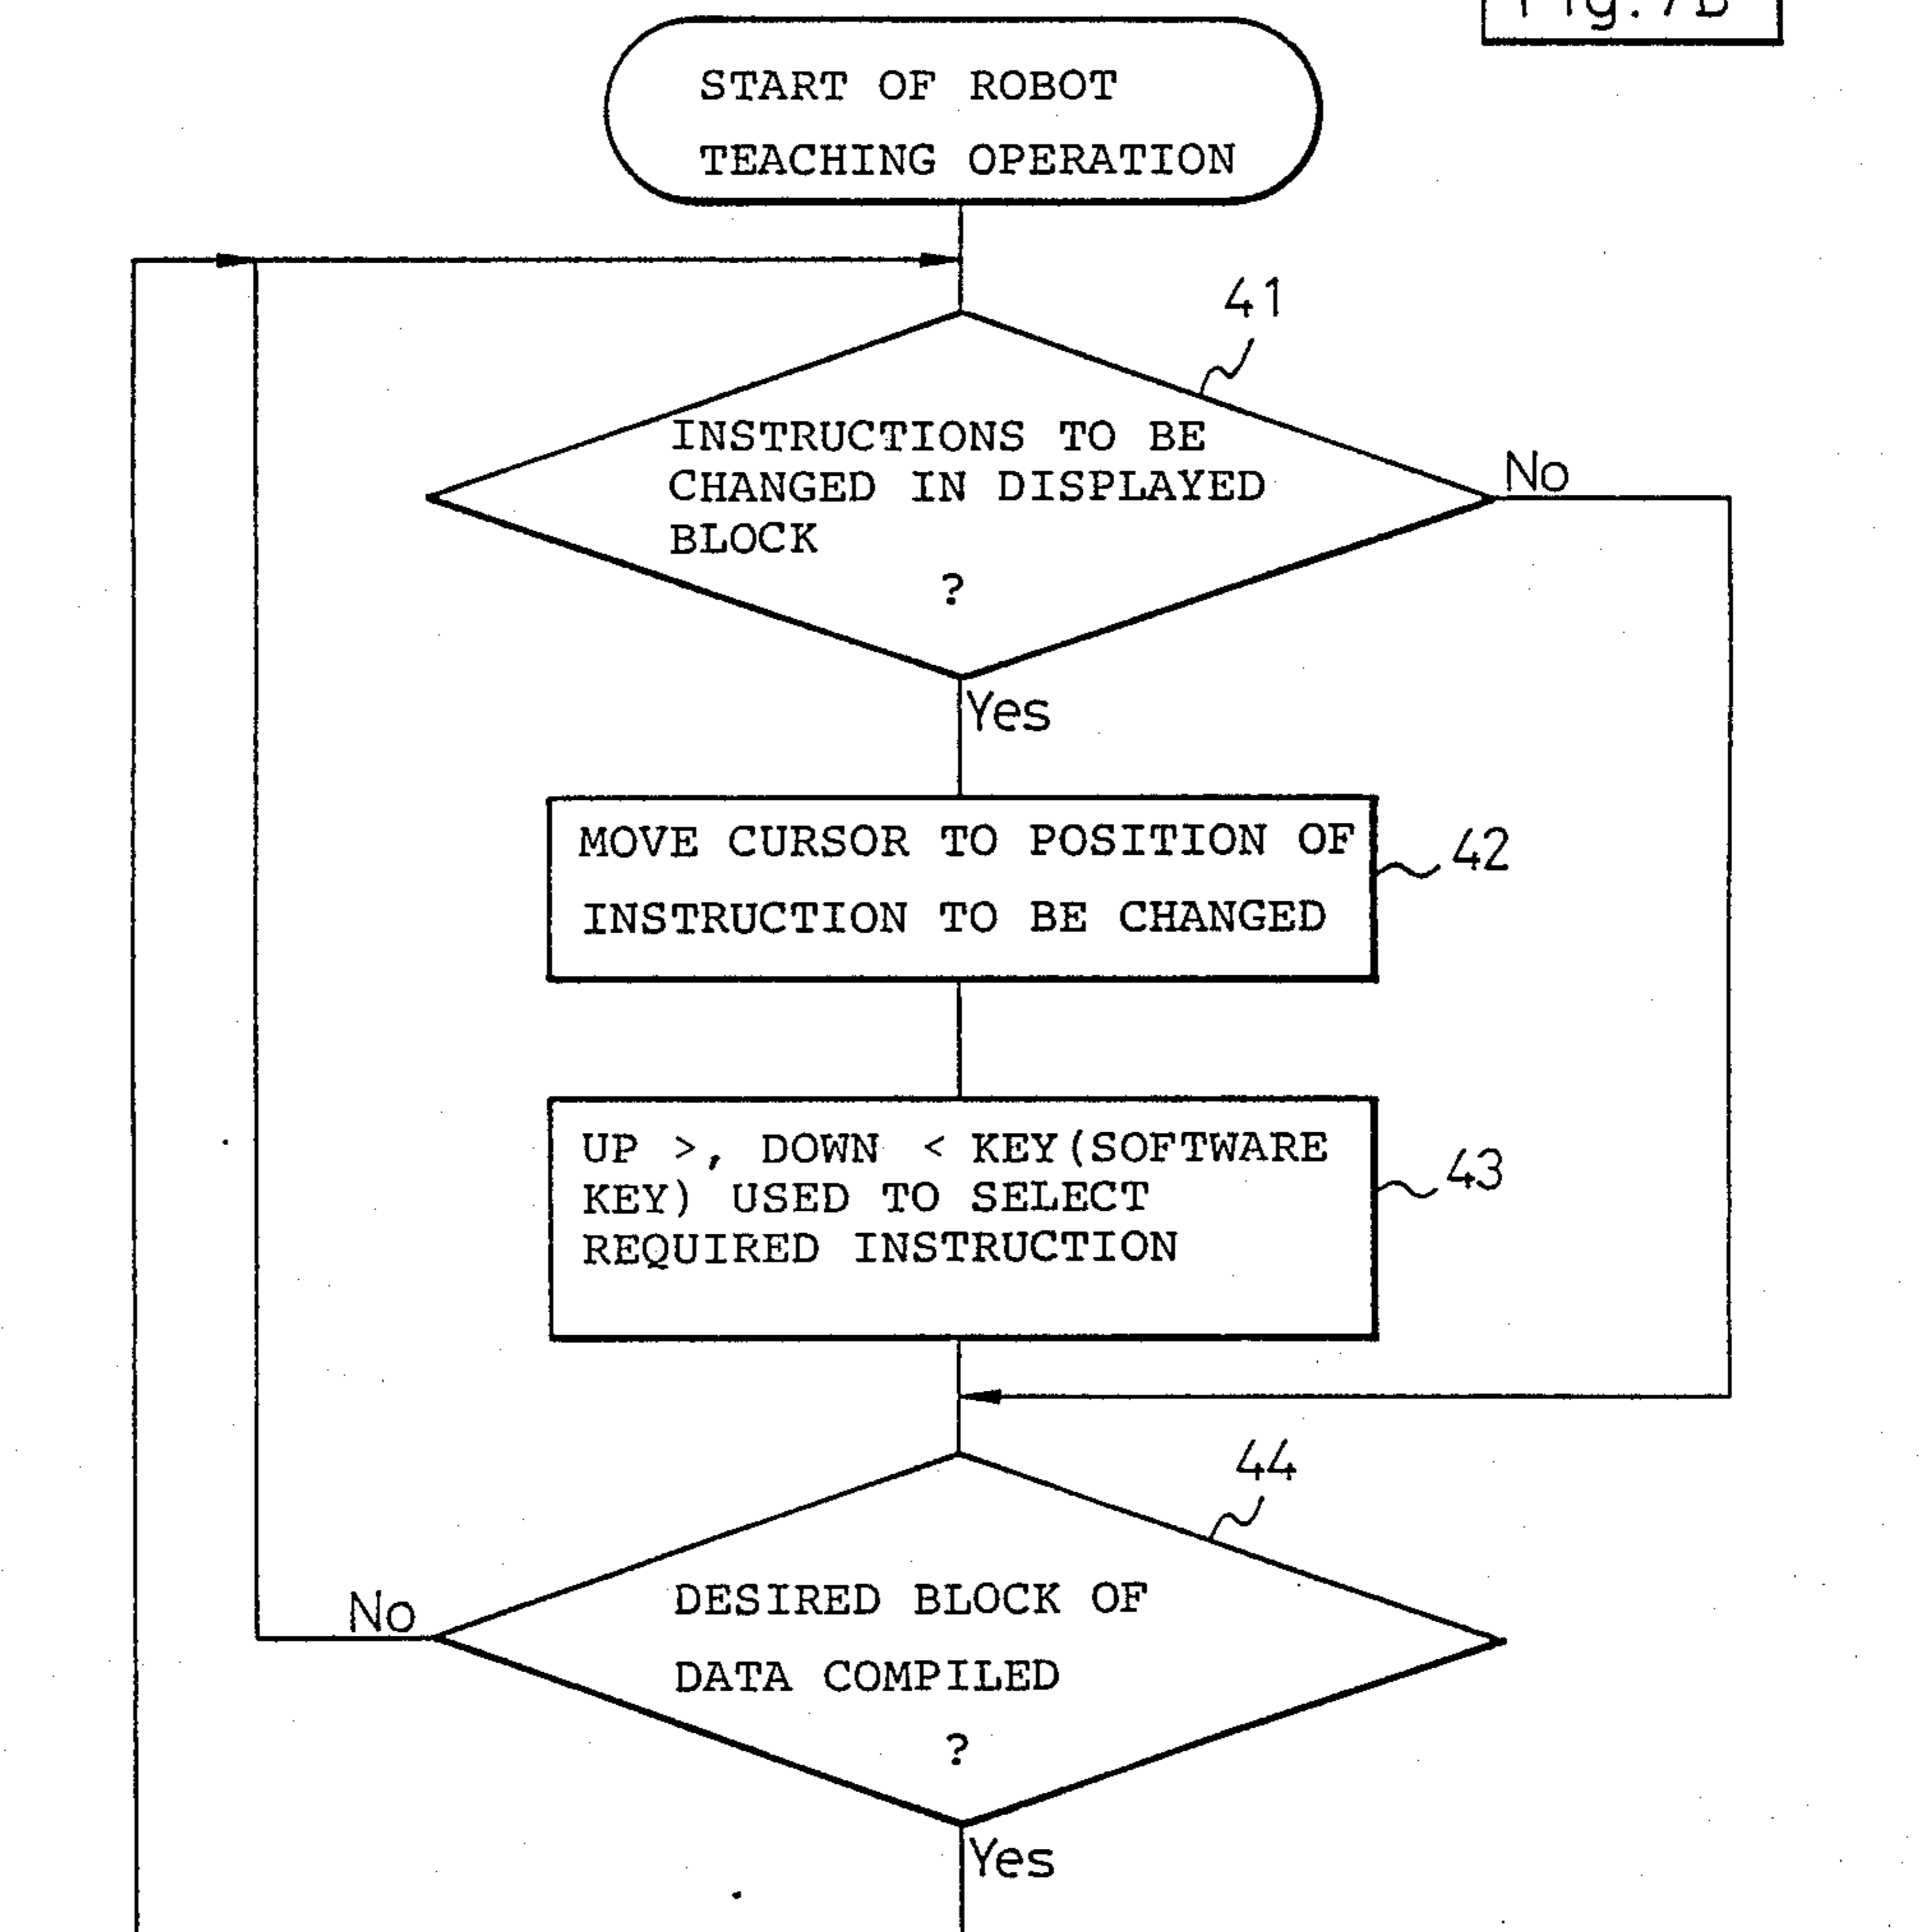 Fig.7B
START OF ROBOT
TEACHING OPERATION
41
INSTRUCTIONS TO BE
CHANGED IN DISPLAYED
BLOCK
?
No
Yes
MOVE CURSOR TO POSITION OF
INSTRUCTION TO BE CHANGED
42
UP >, DOWN < KEY(SOFTWARE
KEY) USED TO SELECT
REQUIRED INSTRUCTION
43
44
DESIRED BLOCK OF
DATA COMPILED
?
No
Yes